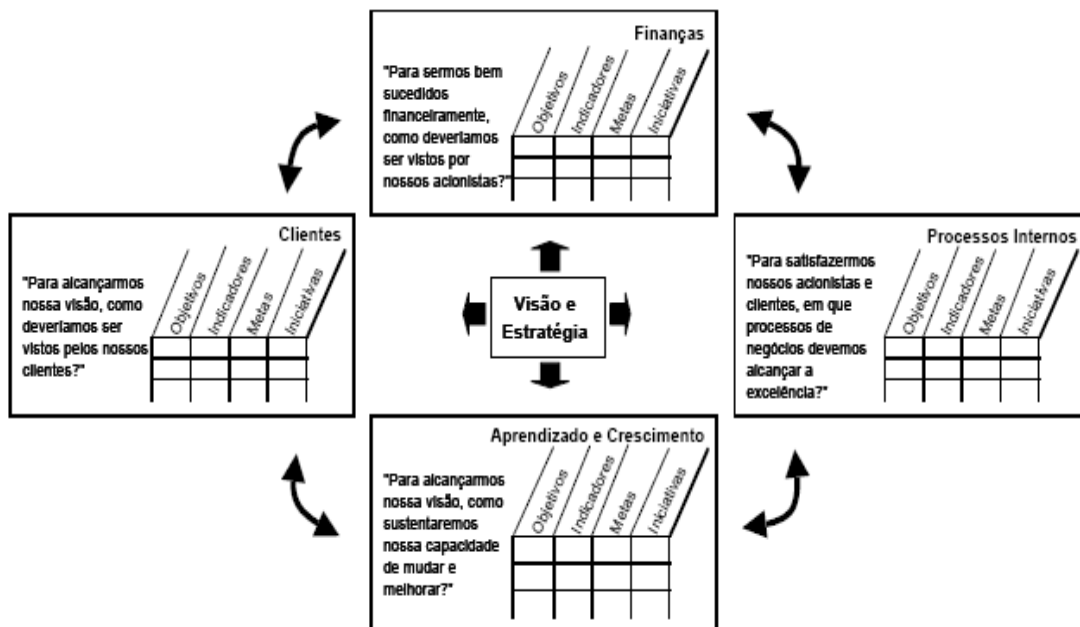 Finanças
"Para sermos bem
sucedidos
financeiramente,
como deveríamos
ser vistos por
nossos acionistas?"
Objetivos
Indicadores
Metas
Iniciativas
Clientes
"Para alcançarmos
nossa visão, como
deveríamos ser
vistos pelos nossos
clientes?"
Objetivos
Indicadores
Metas
Iniciativas
Visão e
Estratégia
Processos Internos
"Para satisfazermos
nossos acionistas e
clientes, em que
processos de
negócios devemos
alcançar a
excelência?"
Objetivos
Indicadores
Metas
Iniciativas
Aprendizado e Crescimento
"Para alcançarmos
nossa visão, como
sustentaremos
nossa capacidade
de mudar e
melhorar?"
Objetivos
Indicadores
Metas
Iniciativas